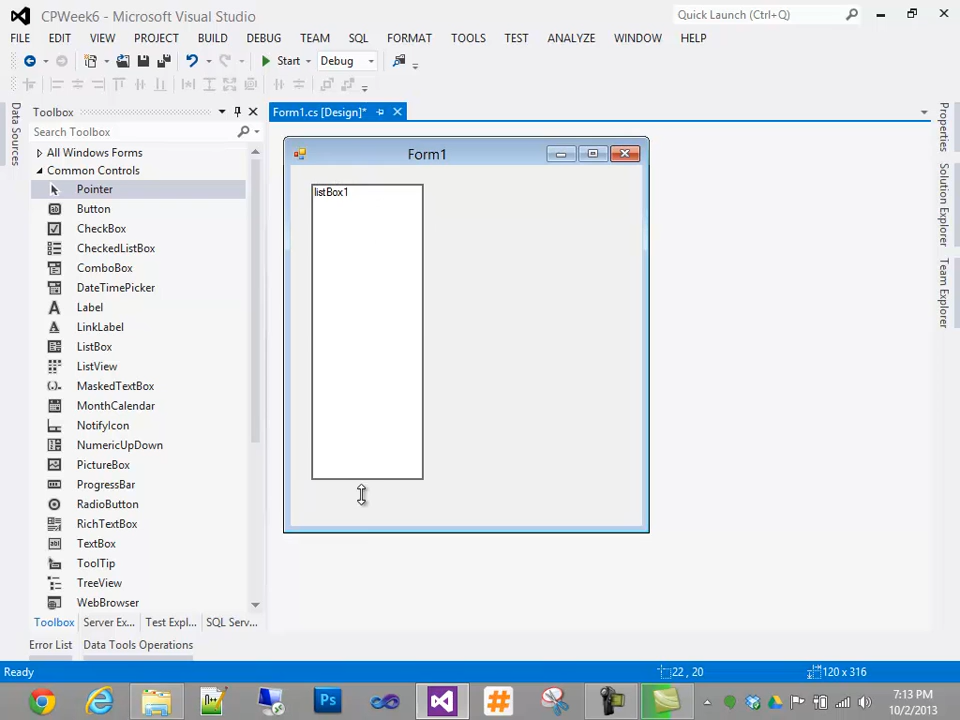 CPWeek6 - Microsoft Visual Studio
Quick Launch (Ctrl+Q)
FILE EDIT VIEW PROJECT BUILD DEBUG TEAM SQL FORMAT TOOLS TEST ANALYZE WINDOW HELP
Start Debug
Data Sources
Toolbox
Search Toolbox
All Windows Forms
Common Controls
Pointer
Button
CheckBox
CheckedListBox
ComboBox
DateTimePicker
Label
LinkLabel
ListBox
ListView
MaskedTextBox
MonthCalendar
NotifyIcon
NumericUpDown
PictureBox
ProgressBar
RadioButton
RichTextBox
TextBox
ToolTip
TreeView
WebBrowser
Toolbox Server Ex... Test Expl... SQL Serv...
Form1.cs [Design]*
Form1
listBox1
Properties
Solution Explorer
Team Explorer
Error List Data Tools Operations
Ready 22 , 20 120 x 316
Ps
7:13 PM
10/2/2013